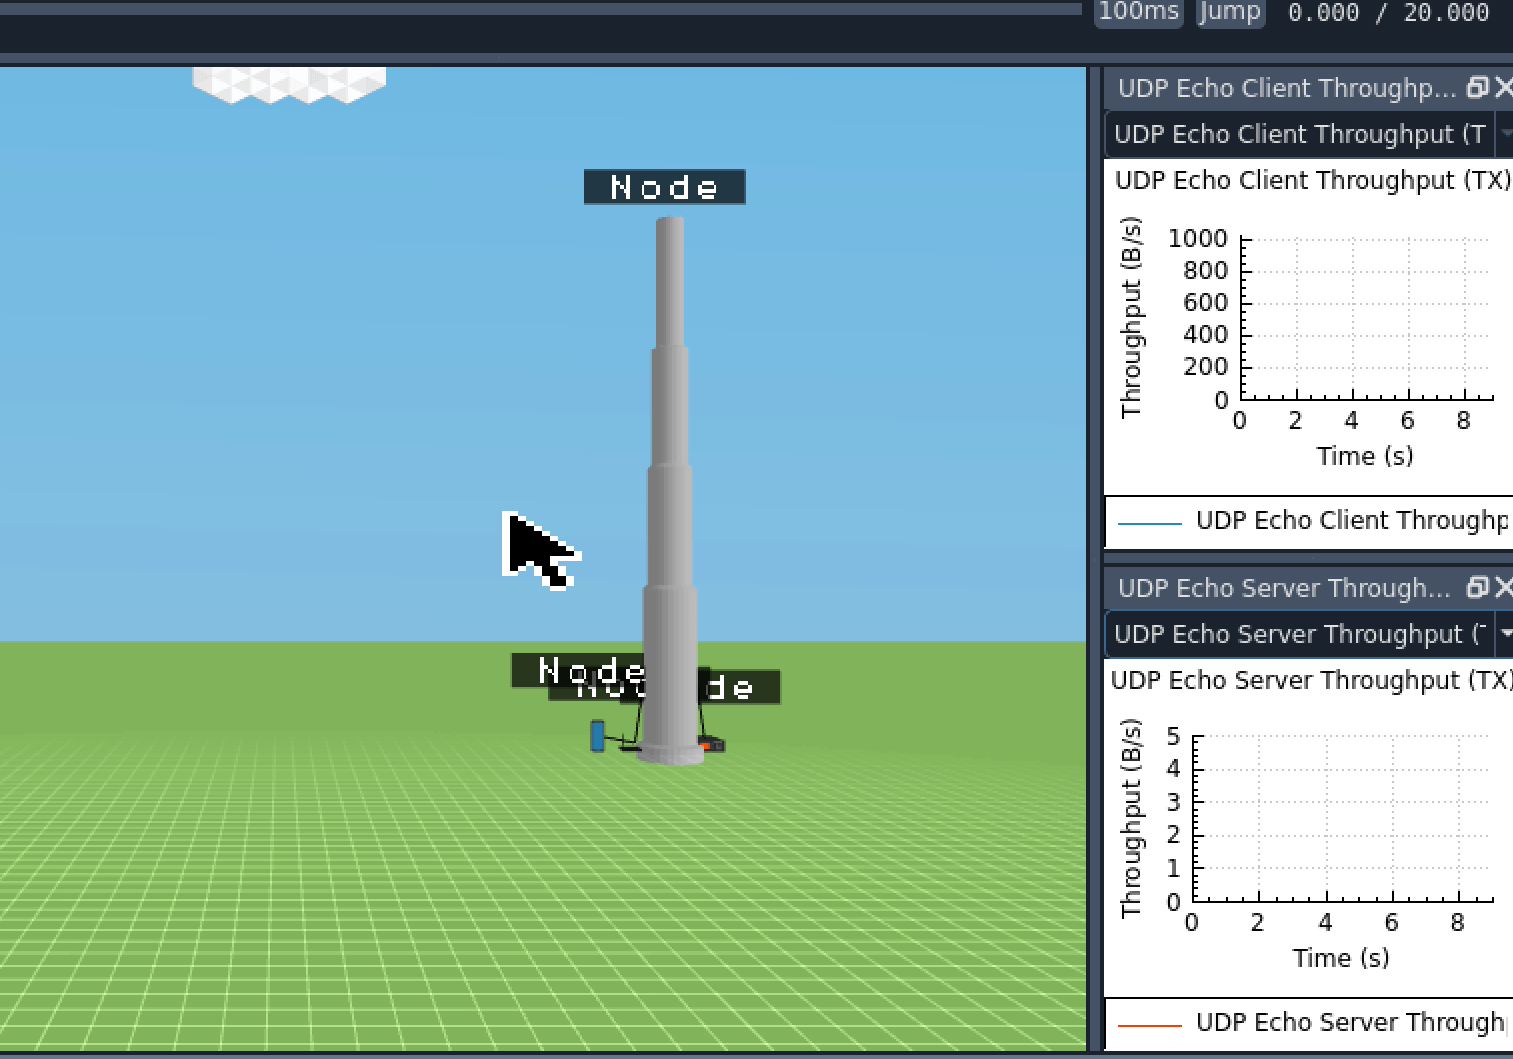 100ms Jump 0.000 / 20.000
UDP Echo Client Throughp...
UDP Echo Client Throughput (T
UDP Echo Client Throughput (TX)
Throughput (B/s)
1000
800
600
400
200
0
0 2 4 6 8
Time (s)
UDP Echo Client Throughp
Node
Node
de
UDP Echo Server Through...
UDP Echo Server Throughput (
UDP Echo Server Throughput (TX)
Throughput (B/s)
5
4
3
2
1
0
0 2 4 6 8
Time (s)
UDP Echo Server Through